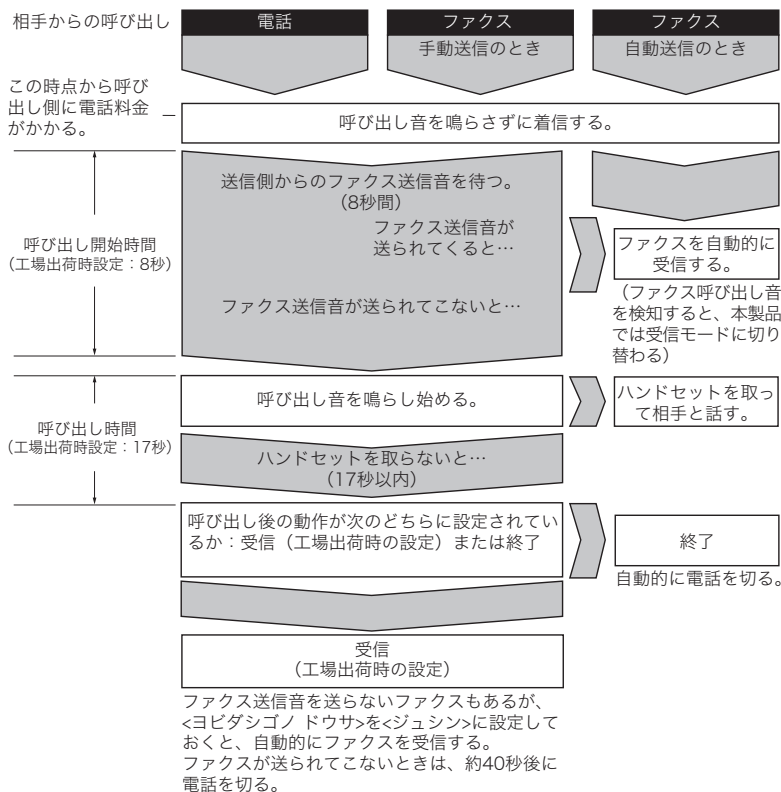 相手からの呼び出し
電話
ファクス
ファクス
手動送信のとき
自動送信のとき
この時点から呼び
出し側に電話料金
がかかる。
呼び出し音を鳴らさずに着信する。
送信側からのファクス送信音を待つ。
（8秒間）
ファクス送信音が
送られてくると…
ファクスを自動的に
受信する。
呼び出し開始時間
（工場出荷時設定：8秒）
ファクス送信音が送られてこないと…
（ファクス呼び出し音
を検知すると、本製品
では受信モードに切り
替わる）
呼び出し音を鳴らし始める。
ハンドセットを取っ
て相手と話す。
呼び出し時間
（工場出荷時設定：17秒）
ハンドセットを取らないと…
（17秒以内）
呼び出し後の動作が次のどちらに設定されてい
るか：受信（工場出荷時の設定）または終了
終了
自動的に電話を切る。
受信
（工場出荷時の設定）
ファクス送信音を送らないファクスもあるが、
<ヨビダシゴノ ドウサ>を<ジュシン>に設定して
おくと、自動的にファクスを受信する。
ファクスが送られてこないときは、約40秒後に
電話を切る。